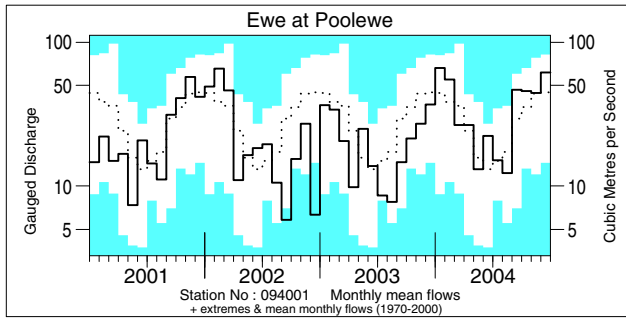 Ewe at Poolewe
100 100
50 50
10 10
5 5
Gauged Discharge
Cubic Metres per Second
2001 2002 2003 2004
Station No : 094001 Monthly mean flows
+ extremes & mean monthly flows (1970-2000)